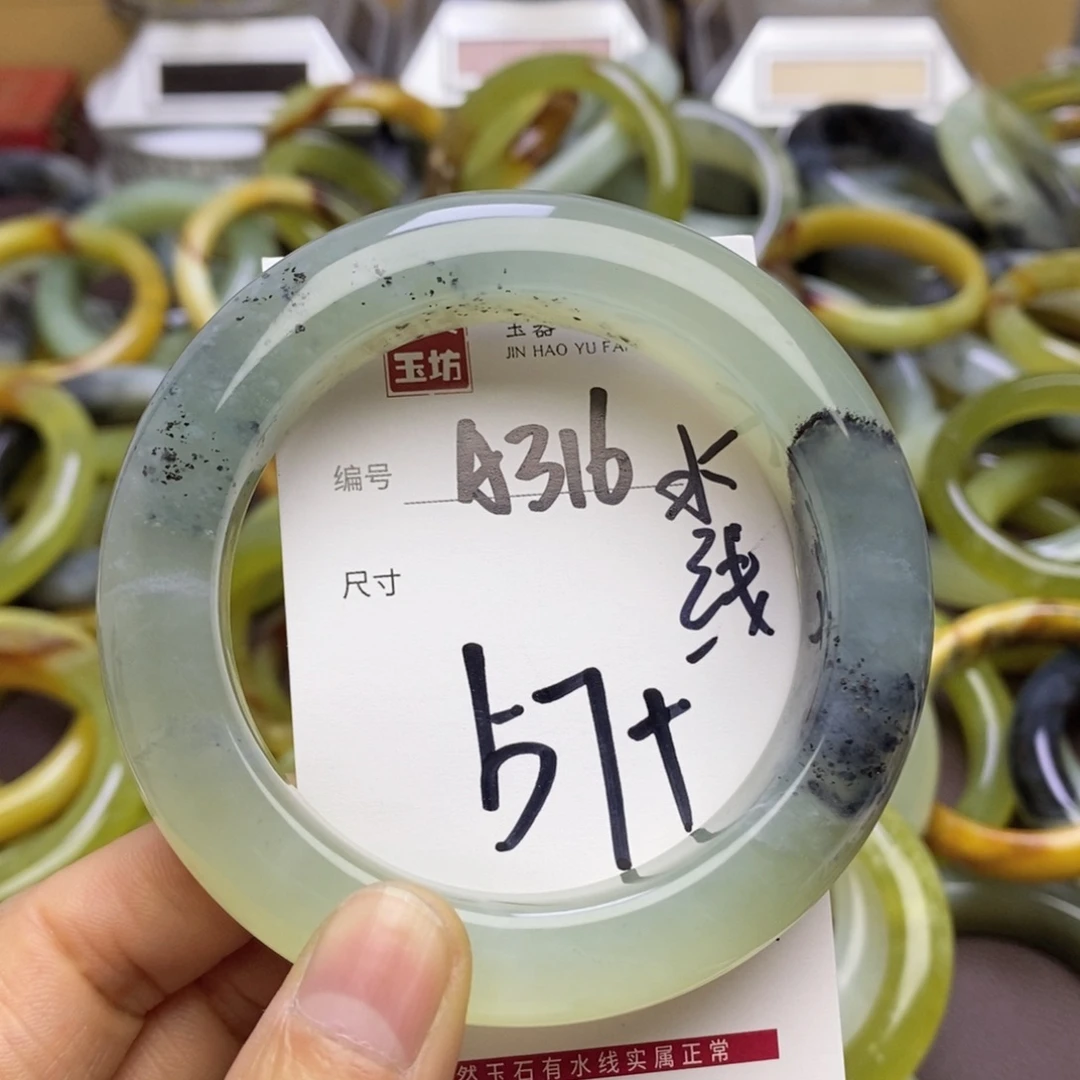 玉坊
玉器
JIN HAO YU FA
编号 A316
水线
尺寸
57+
然玉石有水线实属正常